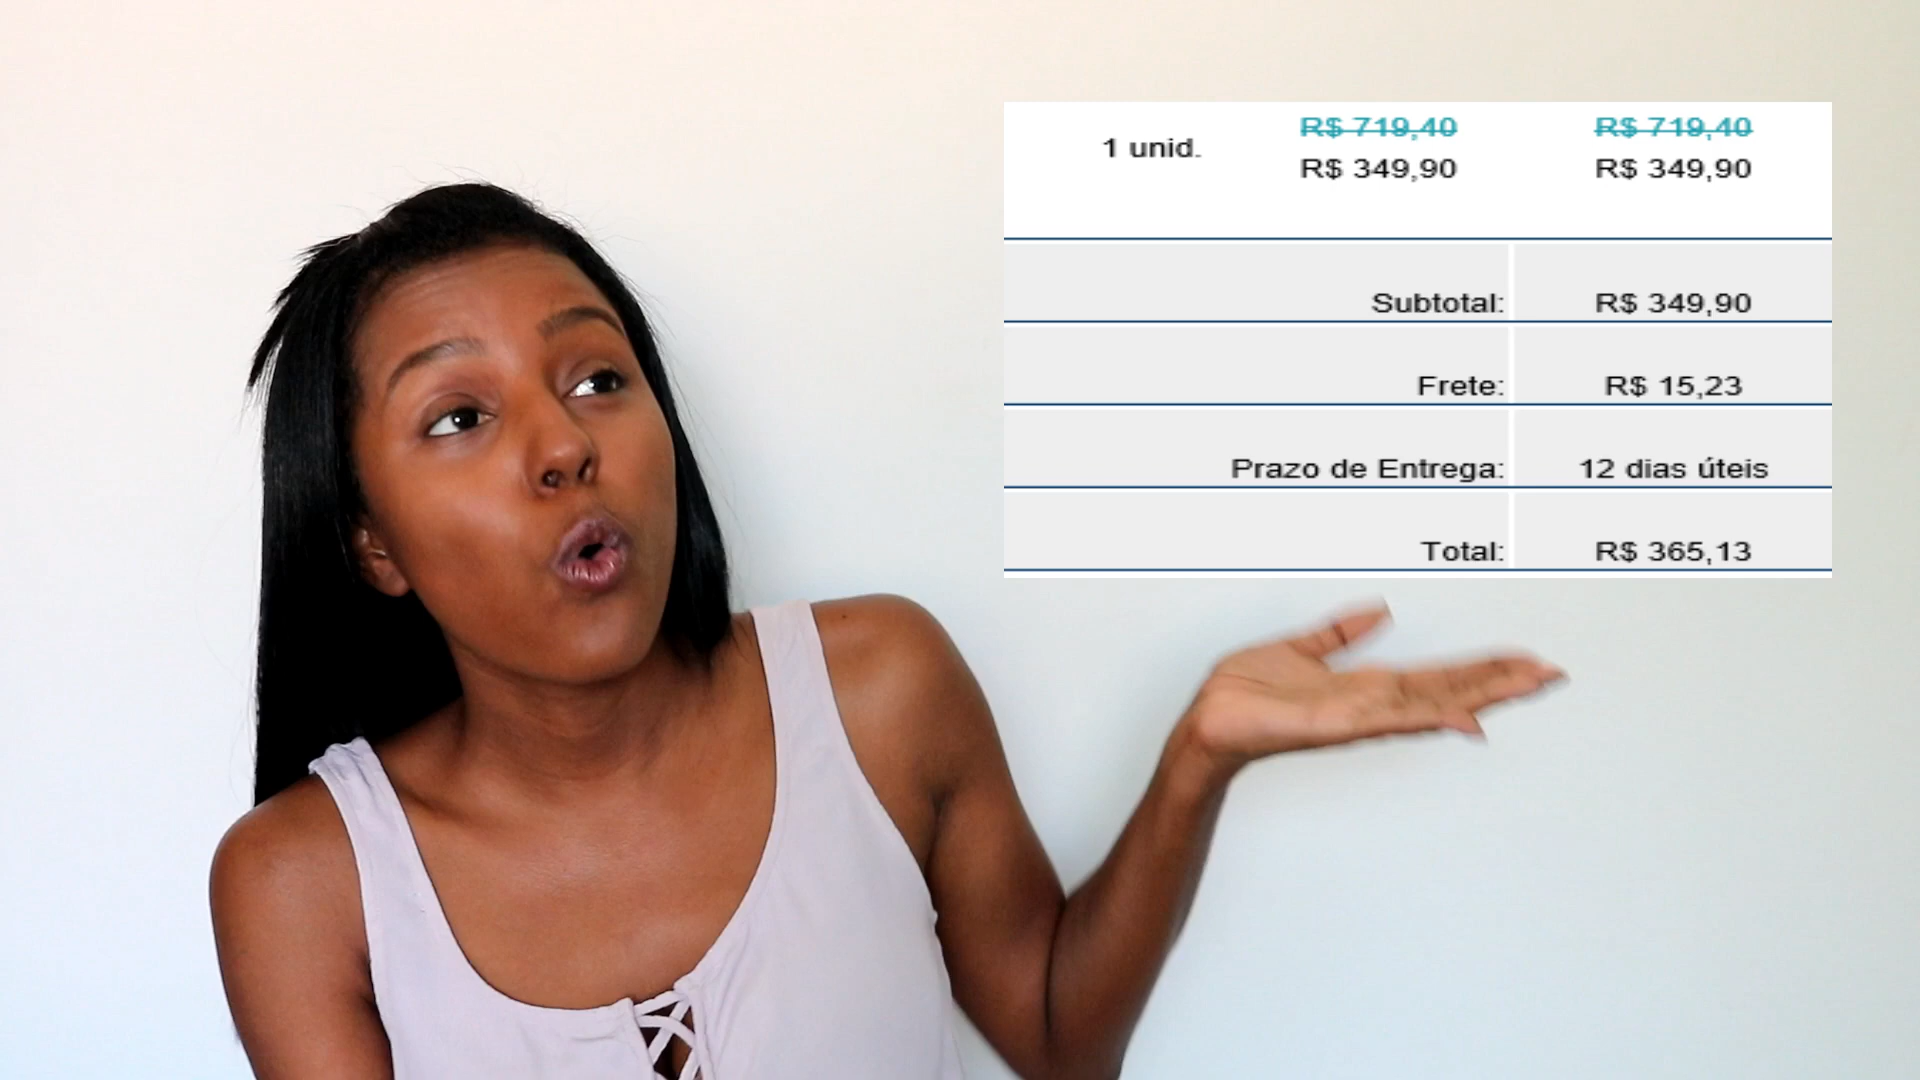 R$ 719,40 R$ 719,40
1 unid.
R$ 349,90 R$ 349,90
Subtotal: R$ 349,90
Frete: R$ 15,23
Prazo de Entrega: 12 dias úteis
Total: R$ 365,13